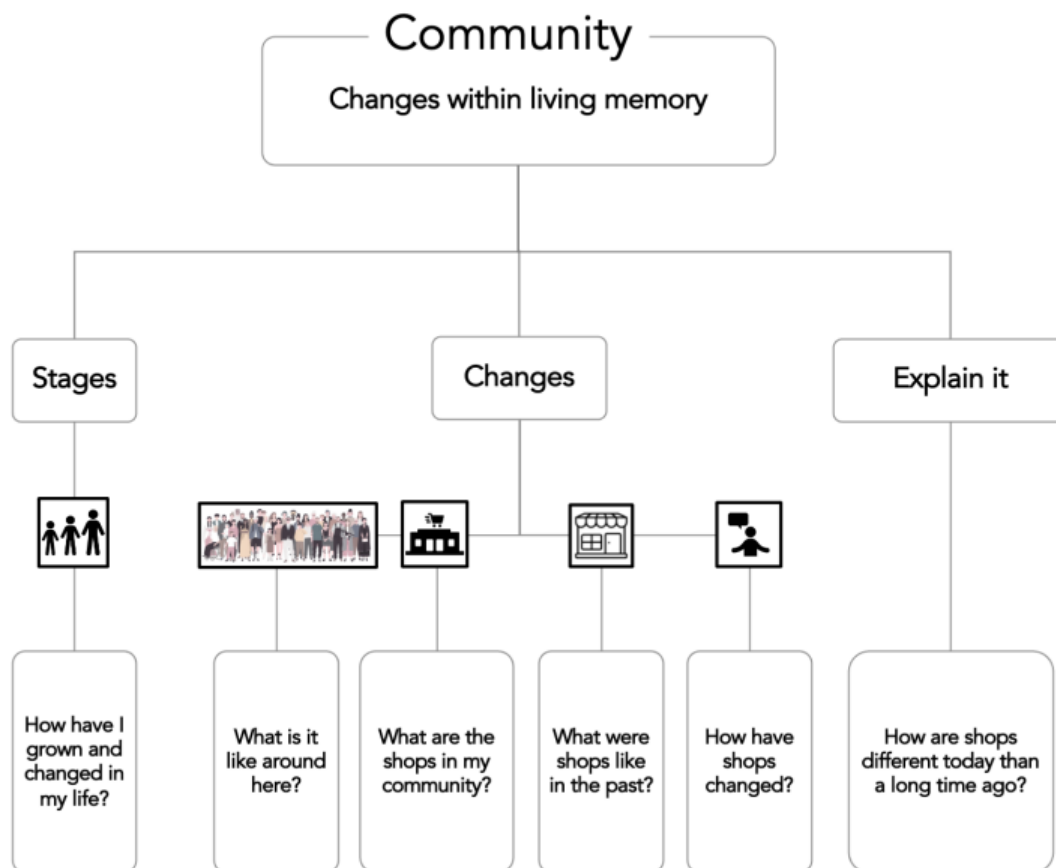 Community
Changes within living memory
Stages
Changes
Explain it
How have I
grown and
changed in
my life?
What is it
like around
here?
What are the
shops in my
community?
What were
shops like
in the past?
How have
shops
changed?
How are shops
different today than
a long time ago?